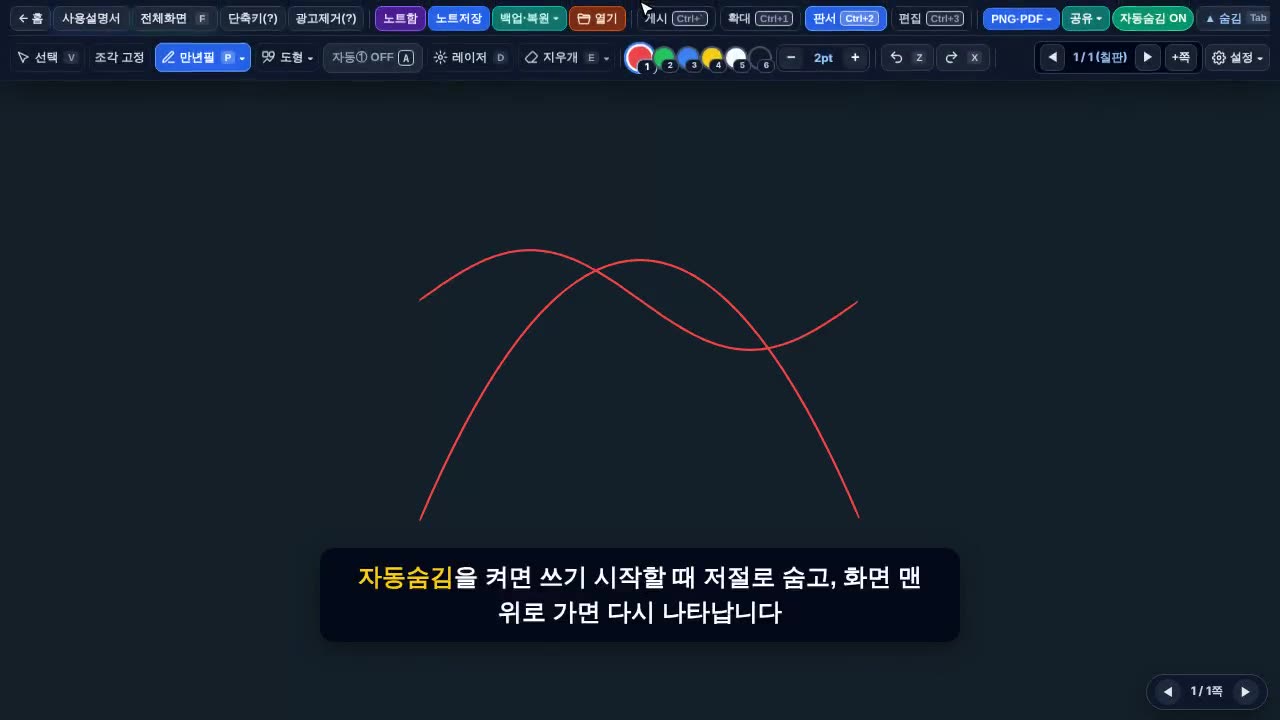 ← 홈 사용설명서 전체화면 F 단축키(?) 광고제거(?) 노트함 노트저장 백업·복원 열기 게시 Ctrl+` 확대 Ctrl+1 판서 Ctrl+2 편집 Ctrl+3 PNG·PDF 공유 자동숨김 ON ▲ 숨김 Tab
선택 V 조각 고정 만년필 P 도형 자동① OFF A 레이저 D 지우개 E 1 2 3 4 5 6 − 2pt + Z X ◀ 1 / 1 (칠판) ▶ +쪽 설정
자동숨김을 켜면 쓰기 시작할 때 저절로 숨고, 화면 맨
위로 가면 다시 나타납니다
◀ 1 / 1쪽 ▶